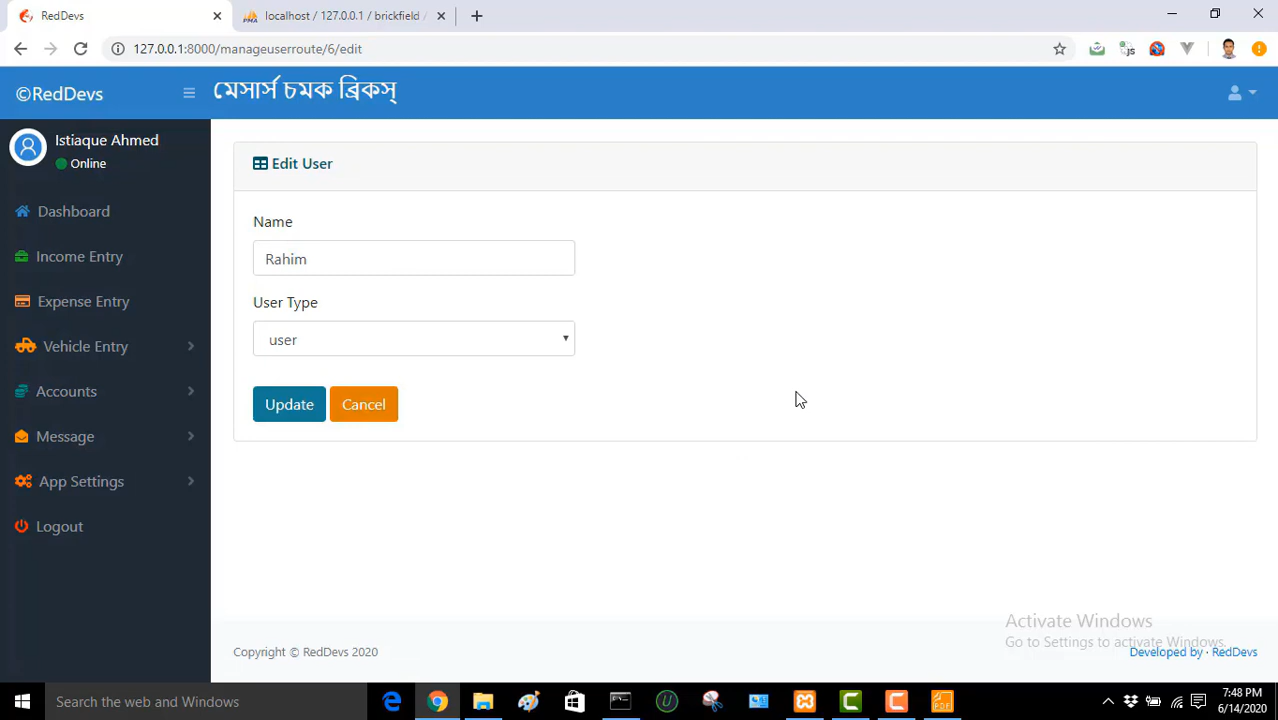 RedDevs
localhost / 127.0.0.1 / brickfield /
127.0.0.1:8000/manageuserroute/6/edit
©RedDevs
মেসার্স চমক ব্রিকস্
Istiaque Ahmed
Online
Dashboard
Income Entry
Expense Entry
Vehicle Entry
Accounts
Message
App Settings
Logout
Edit User
Name
Rahim
User Type
user
Update Cancel
Activate Windows
Go to Settings to activate Windows.
Copyright © RedDevs 2020
Developed by · RedDevs
Search the web and Windows
7:48 PM
6/14/2020